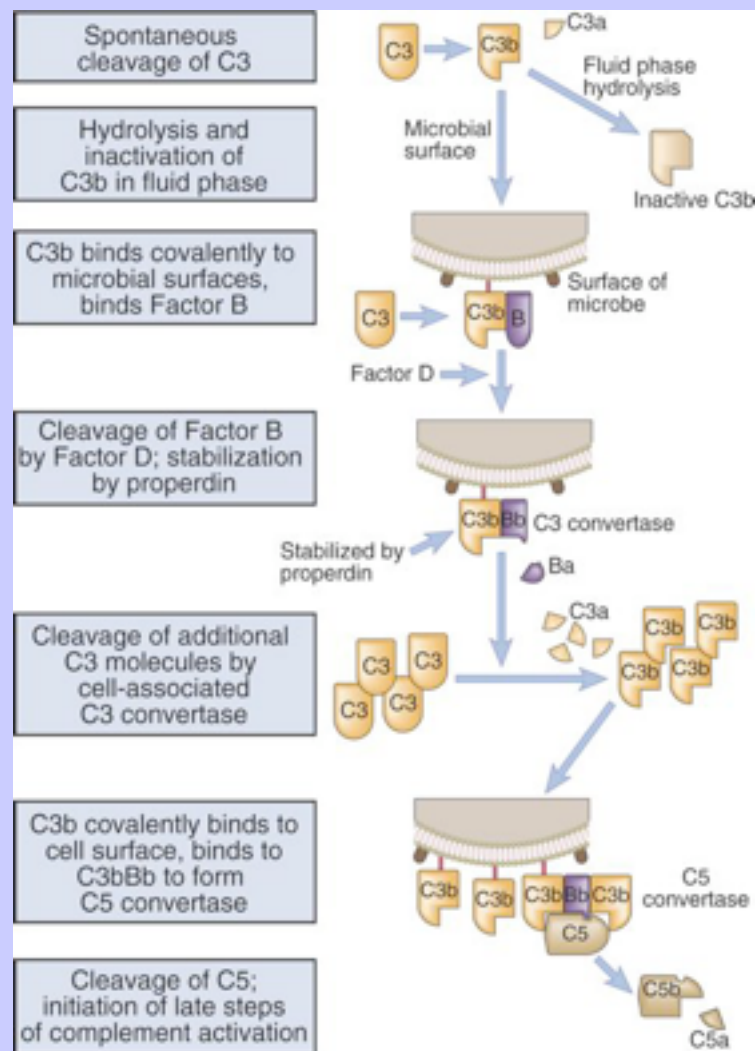 Spontaneous
cleavage of C3
C3
C3b
C3a
Fluid phase
hydrolysis
Microbial
surface
Inactive C3b
Hydrolysis and
inactivation of
C3b in fluid phase
C3b binds covalently to
microbial surfaces,
binds Factor B
Surface of
microbe
C3
C3b
B
Factor D
Cleavage of Factor B
by Factor D; stabilization
by properdin
C3b
Bb
C3 convertase
Stabilized by
properdin
Ba
Cleavage of additional
C3 molecules by
cell-associated
C3 convertase
C3
C3
C3
C3
C3a
C3b
C3b
C3b
C3b
C3b covalently binds to
cell surface, binds to
C3bBb to form
C5 convertase
C3b
C3b
C3b
Bb
C3b
C5
C5
convertase
Cleavage of C5;
initiation of late steps
of complement activation
C5b
C5a